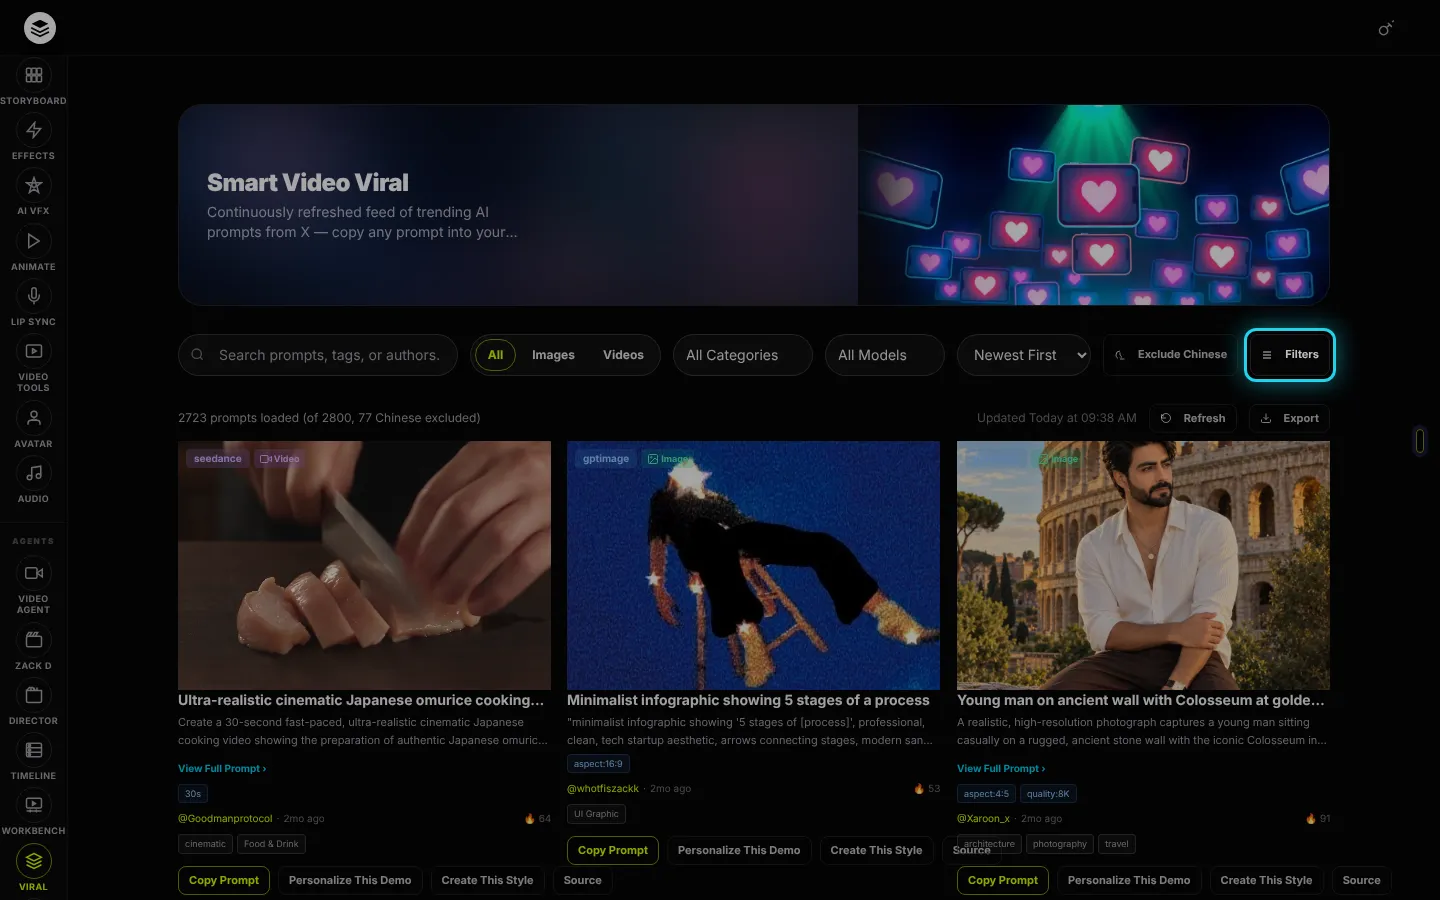 STORYBOARD
EFFECTS
AI VFX
ANIMATE
LIP SYNC
VIDEO
TOOLS
AVATAR
AUDIO
AGENTS
VIDEO
AGENT
ZACK D
DIRECTOR
TIMELINE
WORKBENCH
VIRAL
Smart Video Viral
Continuously refreshed feed of trending AI
prompts from X — copy any prompt into your...
Search prompts, tags, or authors.
All
Images
Videos
All Categories
All Models
Newest First
Exclude Chinese
Filters
2723 prompts loaded (of 2800, 77 Chinese excluded)
Updated Today at 09:38 AM
Refresh
Export
seedance
Video
Ultra-realistic cinematic Japanese omurice cooking...
Create a 30-second fast-paced, ultra-realistic cinematic Japanese
cooking video showing the preparation of authentic Japanese omuric...
View Full Prompt ›
30s
@Goodmanprotocol · 2mo ago
🔥 64
cinematic
Food & Drink
Copy Prompt
Personalize This Demo
Create This Style
Source
gptimage
Image
Minimalist infographic showing 5 stages of a process
"minimalist infographic showing '5 stages of [process]', professional,
clean, tech startup aesthetic, arrows connecting stages, modern san...
aspect:16:9
@whotfiszackk · 2mo ago
🔥 53
UI Graphic
Copy Prompt
Personalize This Demo
Create This Style
Source
Image
Young man on ancient wall with Colosseum at golde...
A realistic, high-resolution photograph captures a young man sitting
casually on a rugged, ancient stone wall with the iconic Colosseum in...
View Full Prompt ›
aspect:4:5
quality:8K
@Xaroon_x · 2mo ago
🔥 91
architecture
photography
travel
Copy Prompt
Personalize This Demo
Create This Style
Source